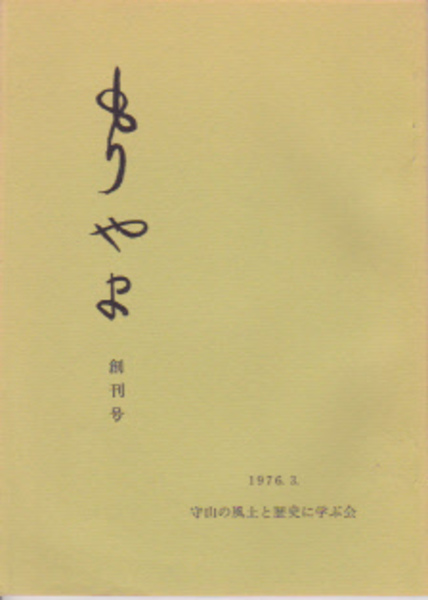 もりやま
創刊号
1976. 3.
守山の風土と歴史に学ぶ会